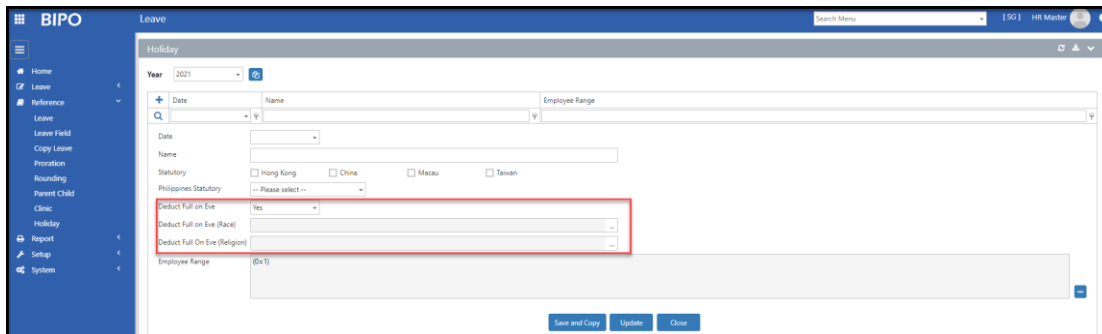 BIPO
Leave
Search Menu
[ SG ] HR Master
Holiday
Home
Leave
Reference
Leave
Leave Field
Copy Leave
Proration
Rounding
Parent Child
Clinic
Holiday
Report
Setup
System
Year 2021
Date Name Employee Range
Date
Name
Statutory Hong Kong China Macau Taiwan
Philippines Statutory -- Please select --
Deduct Full on Eve Yes
Deduct Full on Eve (Race) ...
Deduct Full On Eve (Religion) ...
Employee Range (0=1)
Save and Copy Update Close